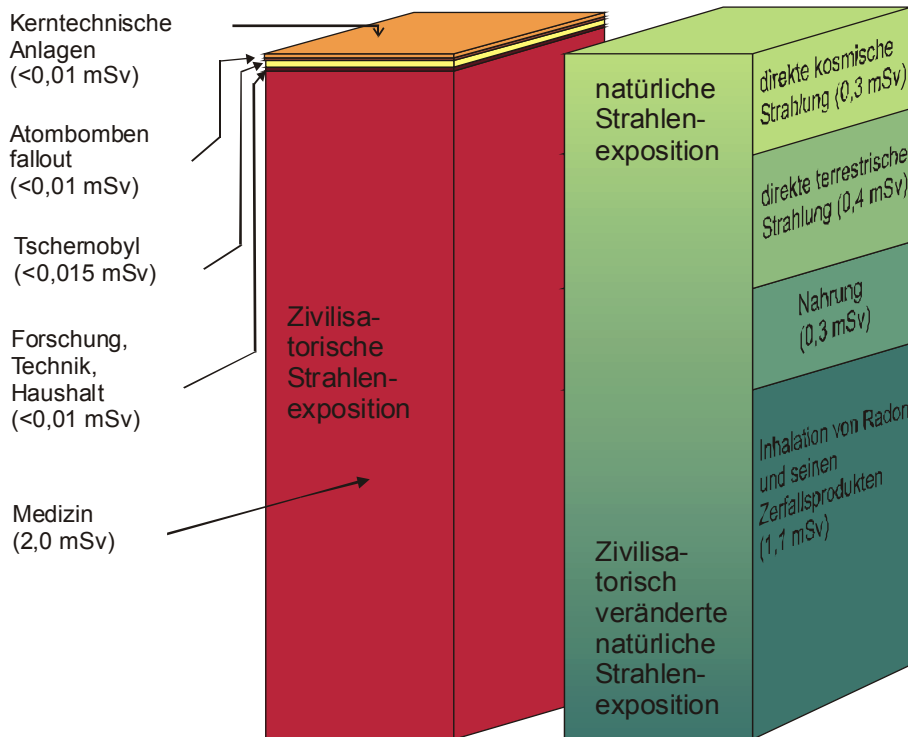 Kerntechnische
Anlagen
(<0,01 mSv)
Atombomben
fallout
(<0,01 mSv)
Tschernobyl
(<0,015 mSv)
Forschung,
Technik,
Haushalt
(<0,01 mSv)
Medizin
(2,0 mSv)
Zivilisa-
torische
Strahlen-
exposition
natürliche
Strahlen-
exposition
Zivilisa-
torisch
veränderte
natürliche
Strahlen-
exposition
direkte kosmische
Strahlung (0,3 mSv)
direkte terrestrische
Strahlung (0,4 mSv)
Nahrung
(0,3 mSv)
Inhalation von Radon
und seinen
Zerfallsprodukten
(1,1 mSv)